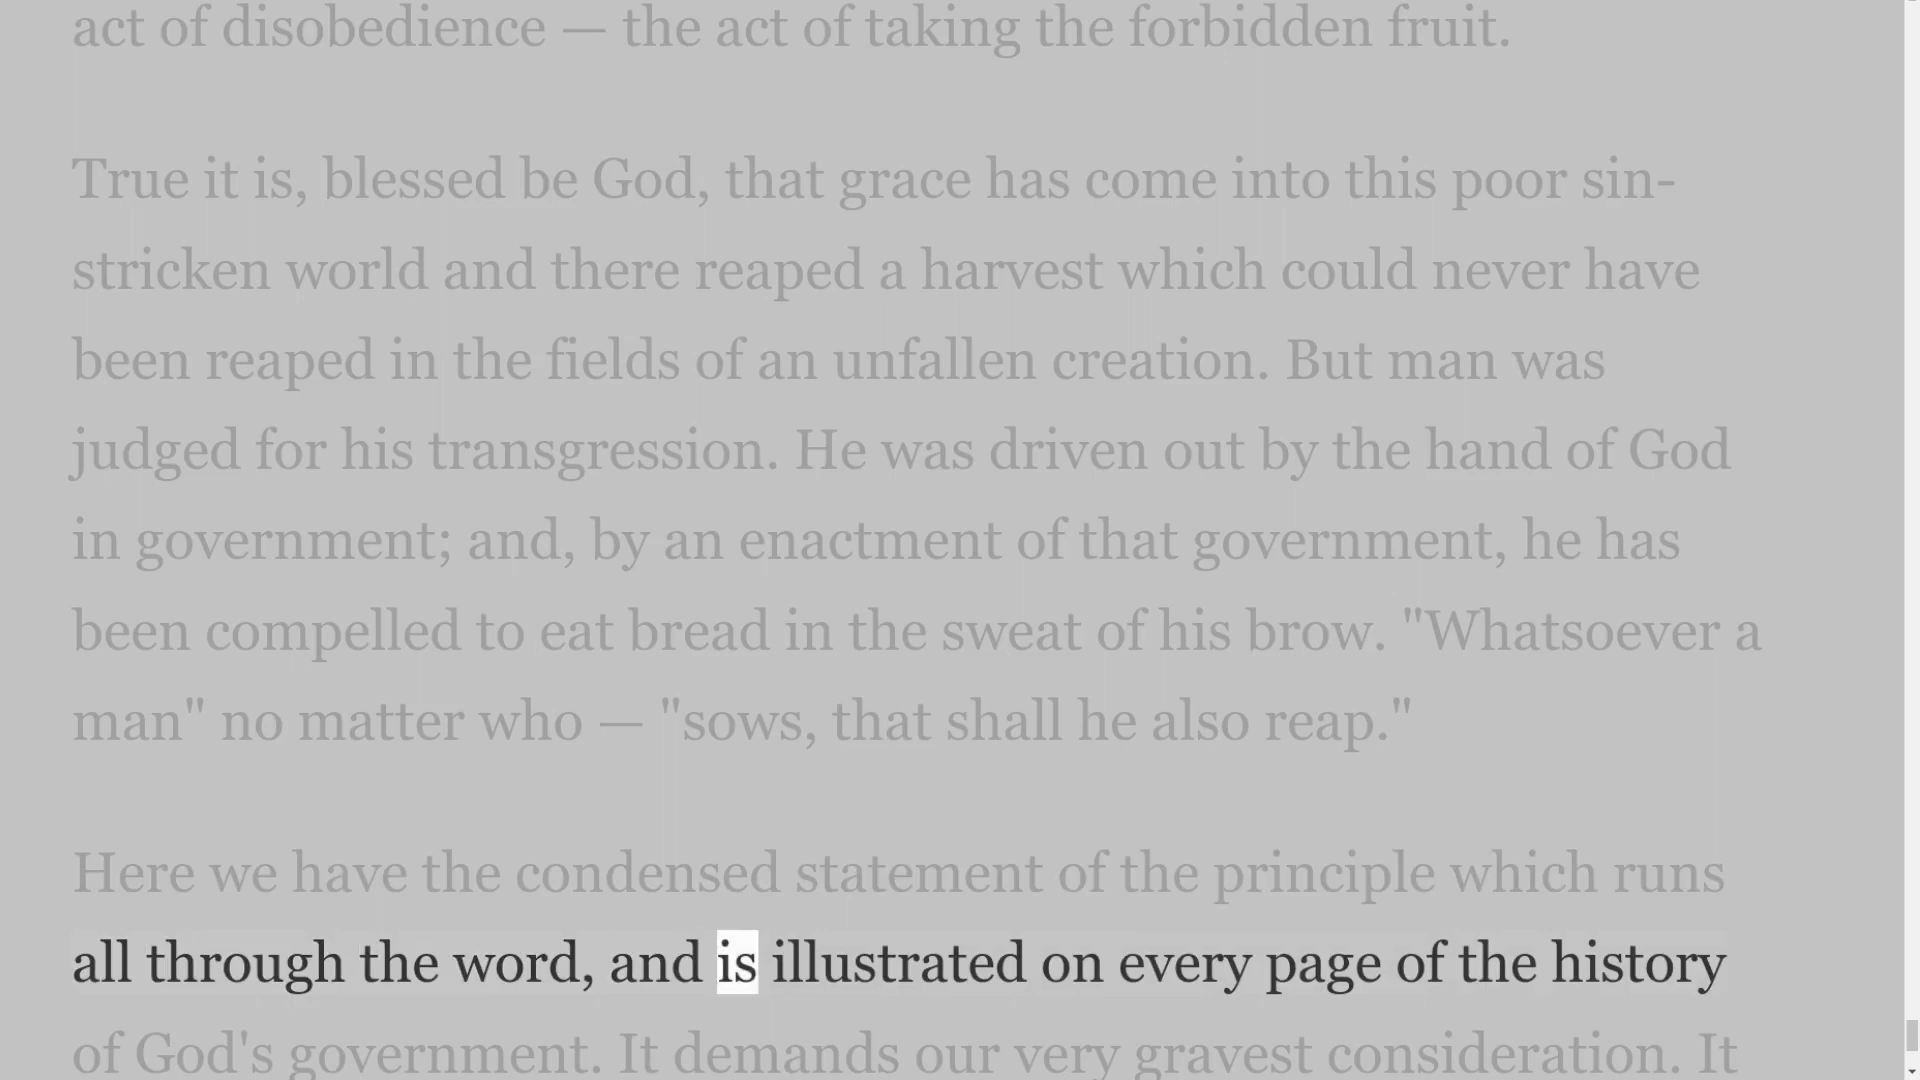 act of disobedience — the act of taking the forbidden fruit.
True it is, blessed be God, that grace has come into this poor sin-
stricken world and there reaped a harvest which could never have
been reaped in the fields of an unfallen creation. But man was
judged for his transgression. He was driven out by the hand of God
in government; and, by an enactment of that government, he has
been compelled to eat bread in the sweat of his brow. "Whatsoever a
man" no matter who — "sows, that shall he also reap."
Here we have the condensed statement of the principle which runs
all through the word, and is illustrated on every page of the history
of God's government. It demands our very gravest consideration. It